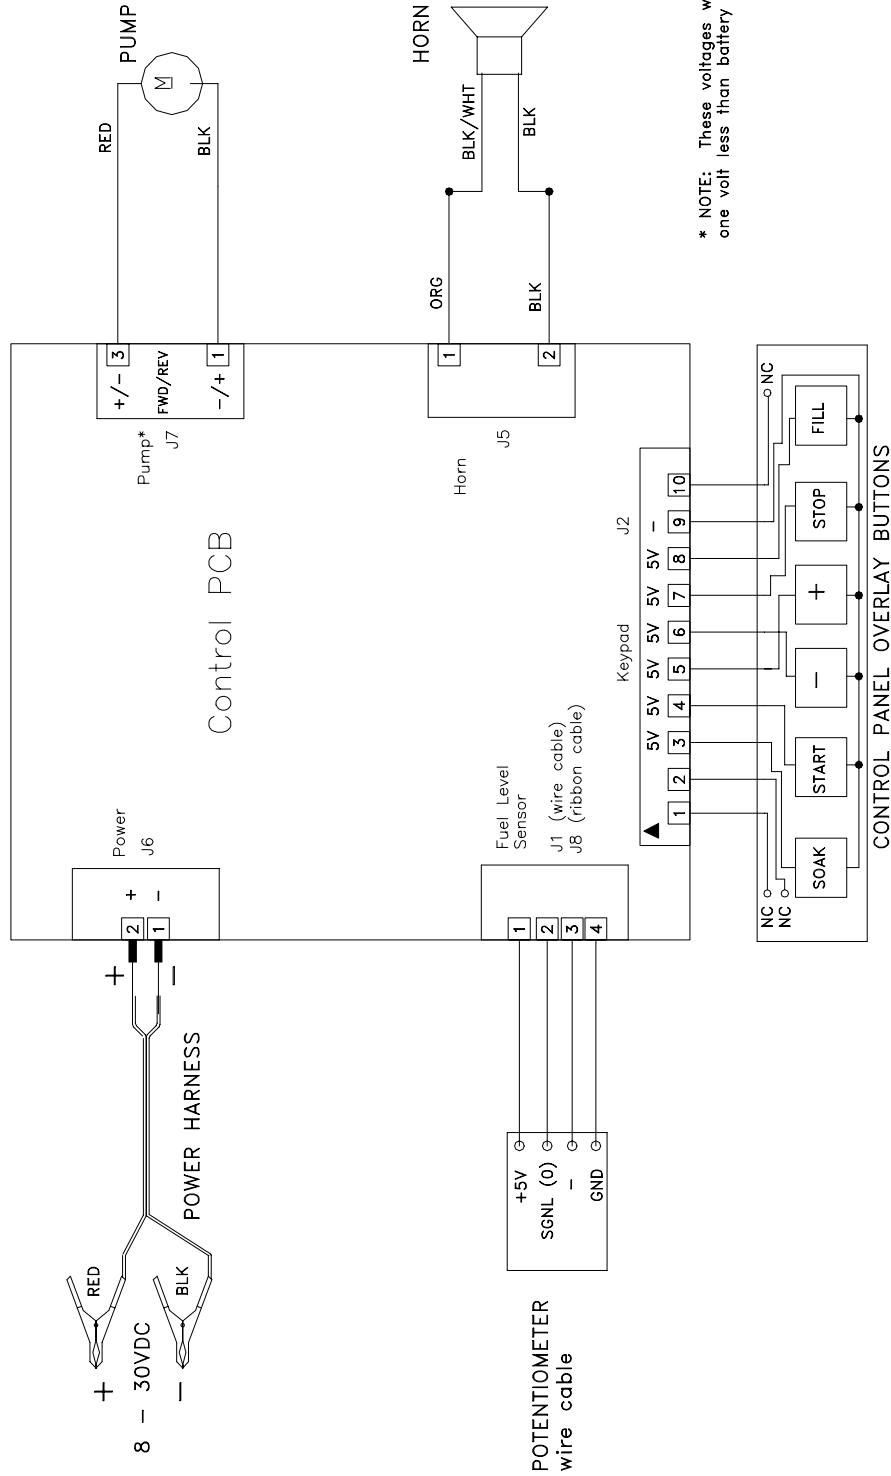 8 – 30VDC
+
RED
–
BLK
POWER HARNESS
+
–
2
1
+
–
Power
J6
Control PCB
Pump*
J7
+/-
FWD/REV
-/+
3
1
RED
BLK
PUMP
M
POTENTIOMETER
wire cable
+5V
SGNL (0)
–
GND
1
2
3
4
Fuel Level
Sensor
J1 (wire cable)
J8 (ribbon cable)
Horn
J5
1
2
ORG
BLK
BLK/WHT
BLK
HORN
Keypad
J2
5V 5V 5V 5V 5V 5V –
1 2 3 4 5 6 7 8 9 10
NC
NC
NC
SOAK
START
–
+
STOP
FILL
CONTROL PANEL OVERLAY BUTTONS
* NOTE: These voltages
one volt less than battery